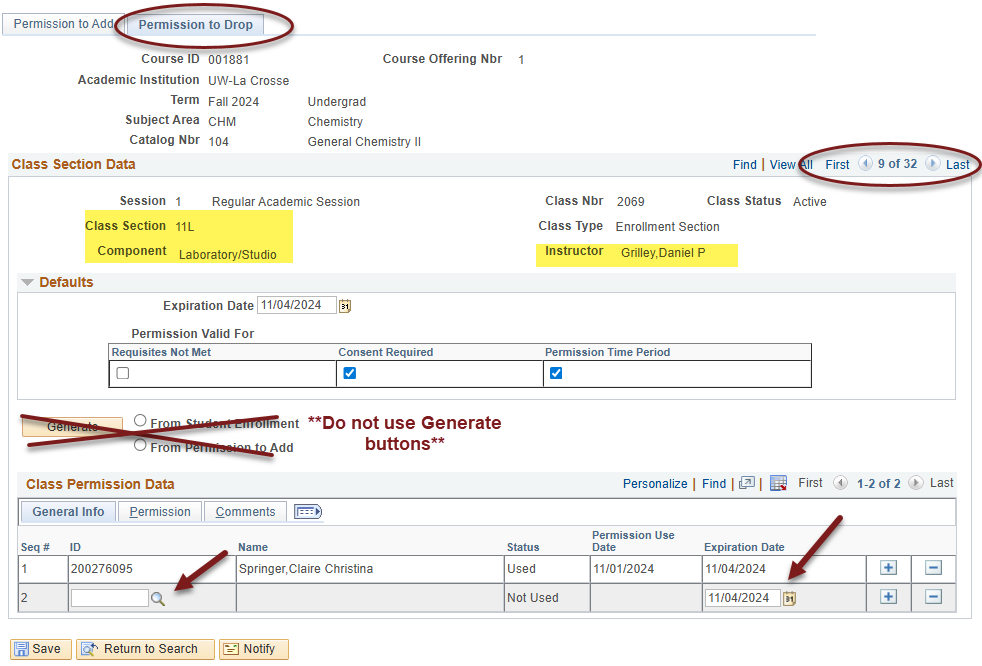 Permission to Add Permission to Drop
Course ID 001881 Course Offering Nbr 1
Academic Institution UW-La Crosse
Term Fall 2024 Undergrad
Subject Area CHM Chemistry
Catalog Nbr 104 General Chemistry II
Class Section Data Find | View All First 9 of 32 Last
Session 1 Regular Academic Session Class Nbr 2069 Class Status Active
Class Section 11L Class Type Enrollment Section
Component Laboratory/Studio Instructor Grilley,Daniel P
Defaults
Expiration Date 11/04/2024 31
Permission Valid For
Requisites Not Met Consent Required Permission Time Period
Generate From Student Enrollment **Do not use Generate
From Permission to Add buttons**
Class Permission Data Personalize | Find | | First 1-2 of 2 Last
General Info Permission Comments
Seq # ID Name Status Permission Use Date Expiration Date
1 200276095 Springer,Claire Christina Used 11/01/2024 11/04/2024 + −
2 Not Used 11/04/2024 31 + −
Save Return to Search Notify